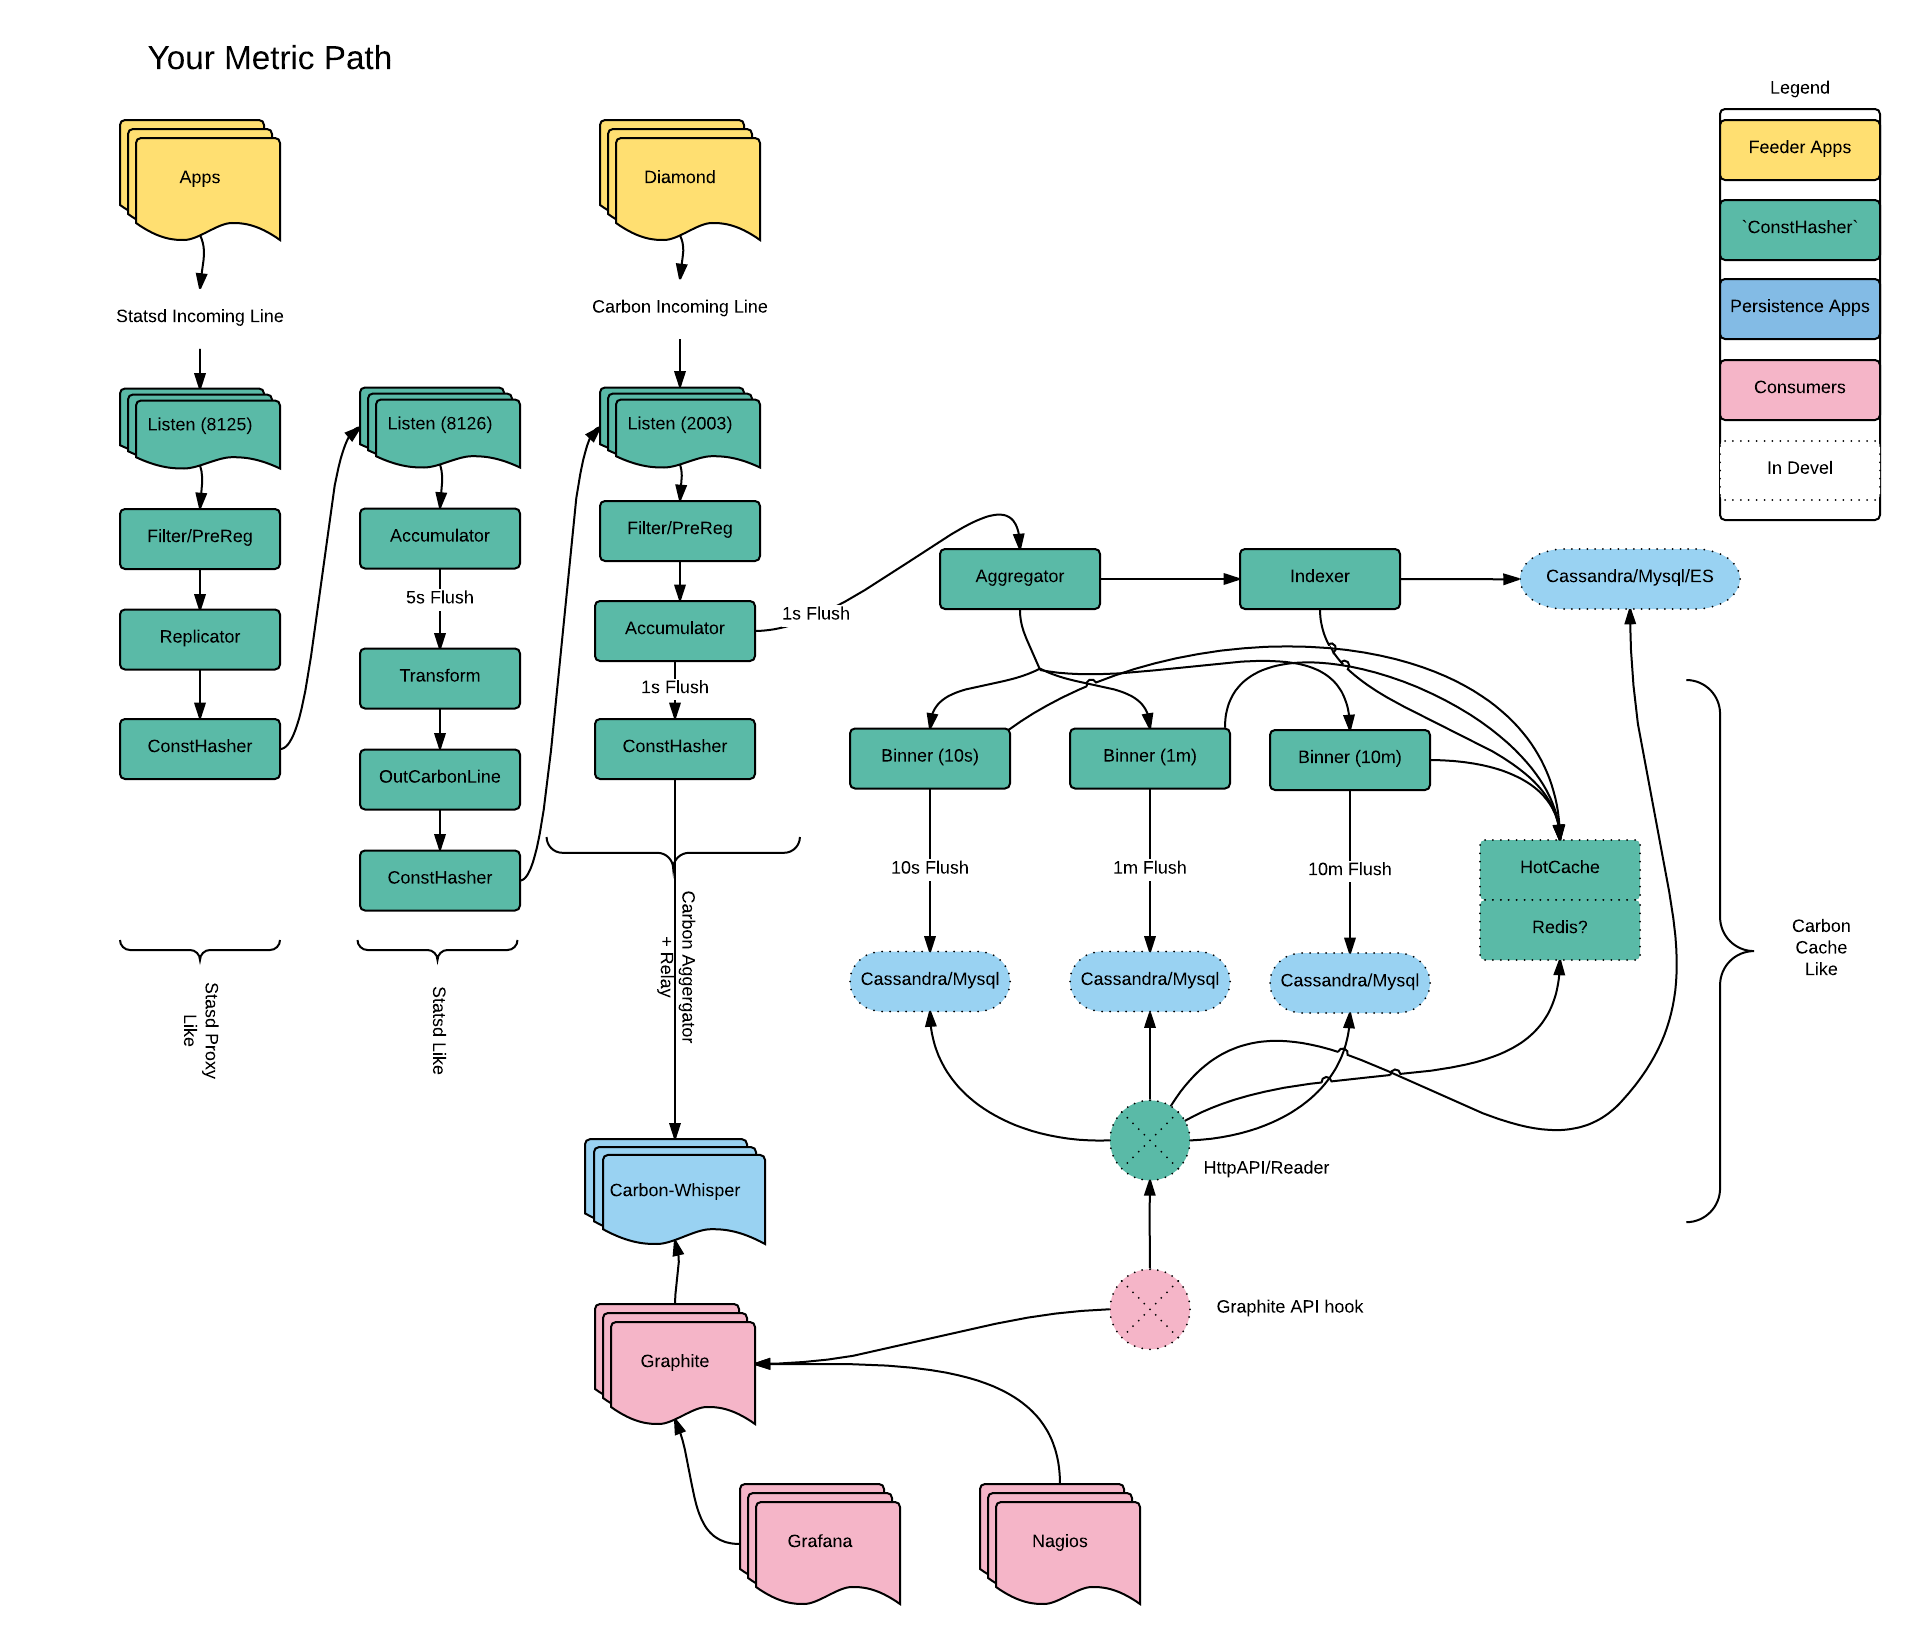 Your Metric Path
Legend
Feeder Apps
`ConstHasher`
Persistence Apps
Consumers
In Devel
Apps
Statsd Incoming Line
Listen (8125)
Filter/PreReg
Replicator
ConstHasher
Stasd Proxy
Like
Listen (8126)
Accumulator
5s Flush
Transform
OutCarbonLine
ConstHasher
Statsd Like
Diamond
Carbon Incoming Line
Listen (2003)
Filter/PreReg
Accumulator
1s Flush
1s Flush
ConstHasher
Carbon Aggergator
+ Relay
Carbon-Whisper
Graphite
Grafana
Nagios
Aggregator
Indexer
Cassandra/Mysql/ES
Binner (10s)
Binner (1m)
Binner (10m)
10s Flush
1m Flush
10m Flush
HotCache
Redis?
Cassandra/Mysql
Cassandra/Mysql
Cassandra/Mysql
Carbon
Cache
Like
HttpAPI/Reader
Graphite API hook